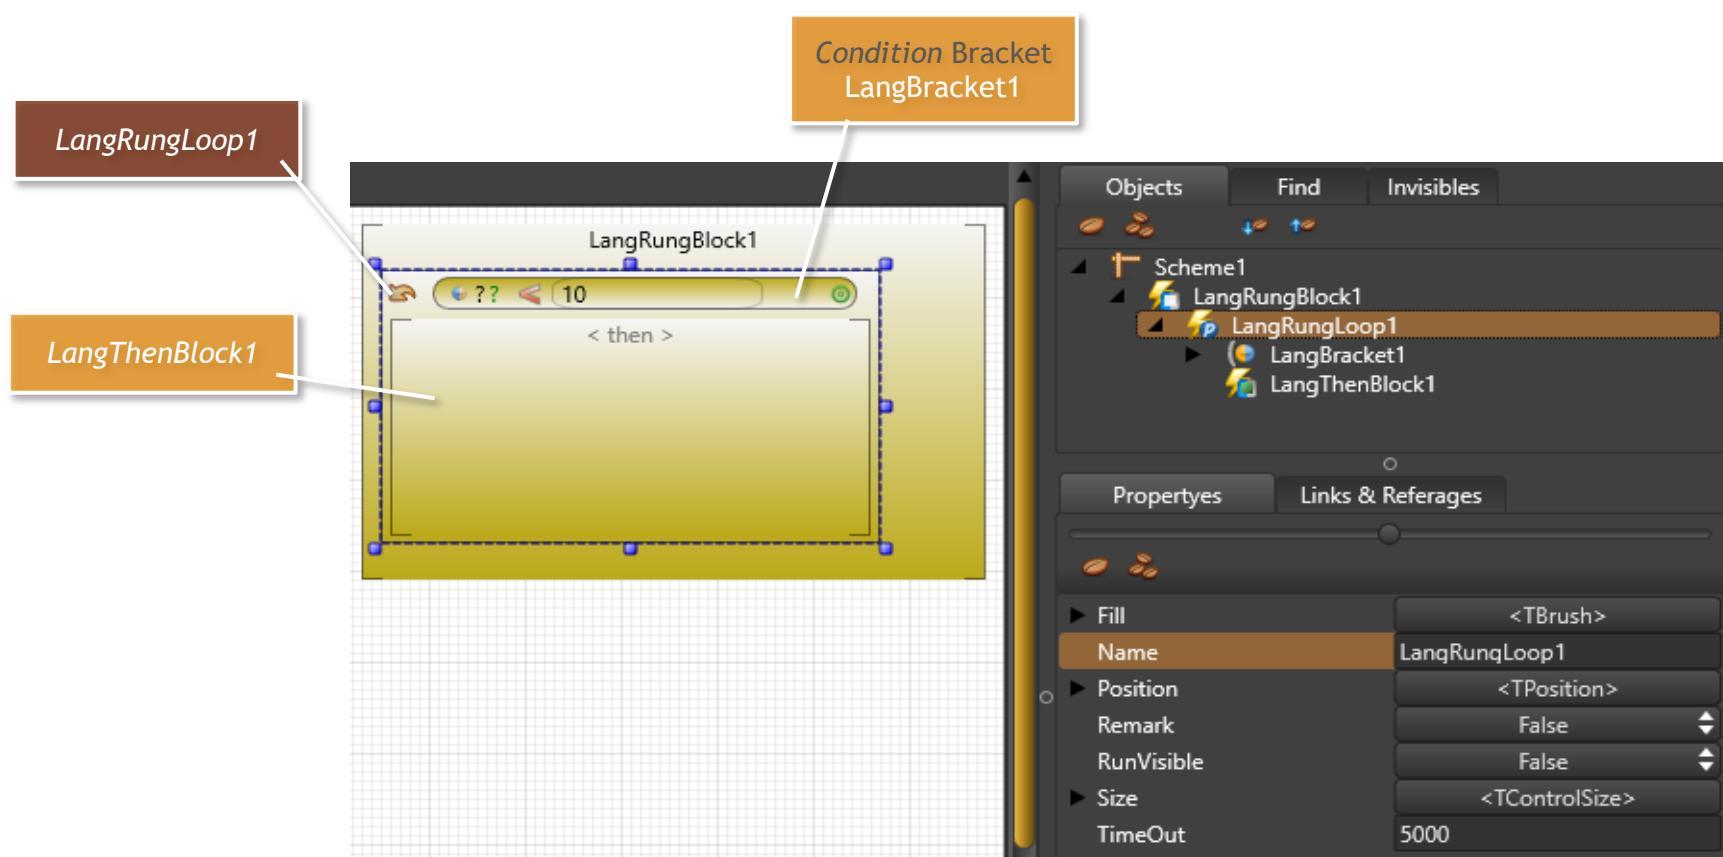 Condition Bracket
LangBracket1
LangRungLoop1
LangThenBlock1
LangRungBlock1
?? < 10
< then >
Objects
Find
Invisibles
Scheme1
LangRungBlock1
LangRungLoop1
LangBracket1
LangThenBlock1
Propertyes
Links & Referages
Fill <TBrush>
Name LangRungLoop1
Position <TPosition>
Remark False
RunVisible False
Size <TControlSize>
TimeOut 5000